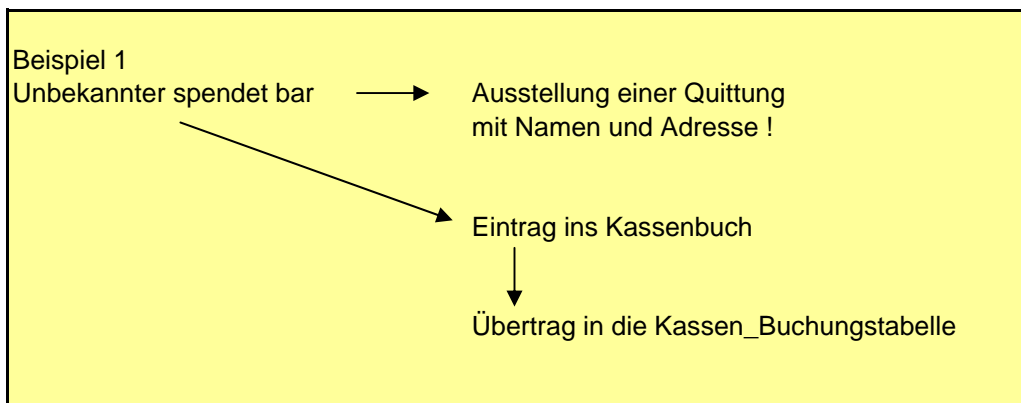 Beispiel 1
Unbekannter spendet bar
Ausstellung einer Quittung
mit Namen und Adresse !
Eintrag ins Kassenbuch
Übertrag in die Kassen_Buchungstabelle